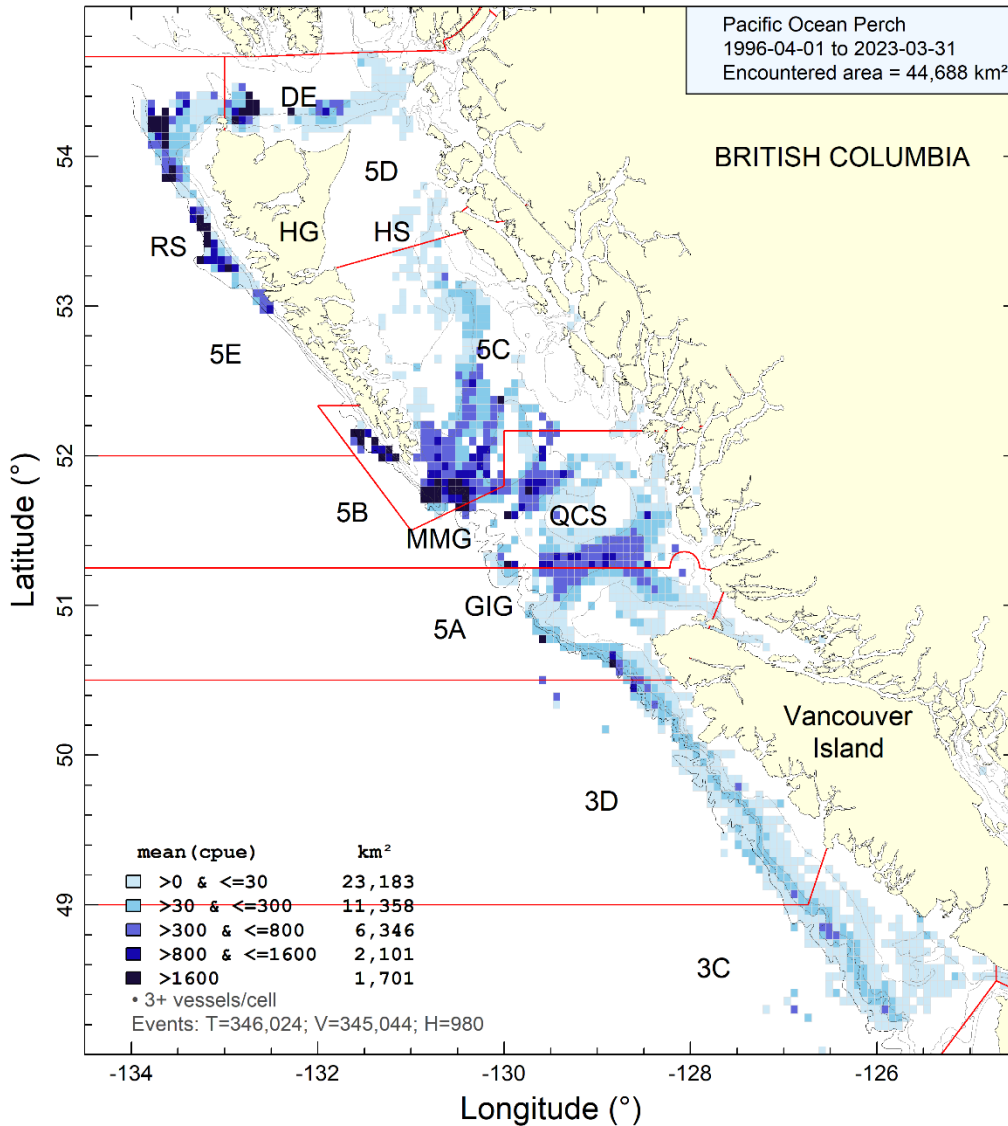 Pacific Ocean Perch
1996-04-01 to 2023-03-31
Encountered area = 44,688 km²
BRITISH COLUMBIA
DE
5D
HG
HS
RS
5E
5C
5B
MMG
QCS
GIG
5A
Vancouver
Island
3D
3C
mean(cpue) km²
>0 & <=30 23,183
>30 & <=300 11,358
>300 & <=800 6,346
>800 & <=1600 2,101
>1600 1,701
• 3+ vessels/cell
Events: T=346,024; V=345,044; H=980
Latitude (°)
54
53
52
51
50
49
-134 -132 -130 -128 -126
Longitude (°)